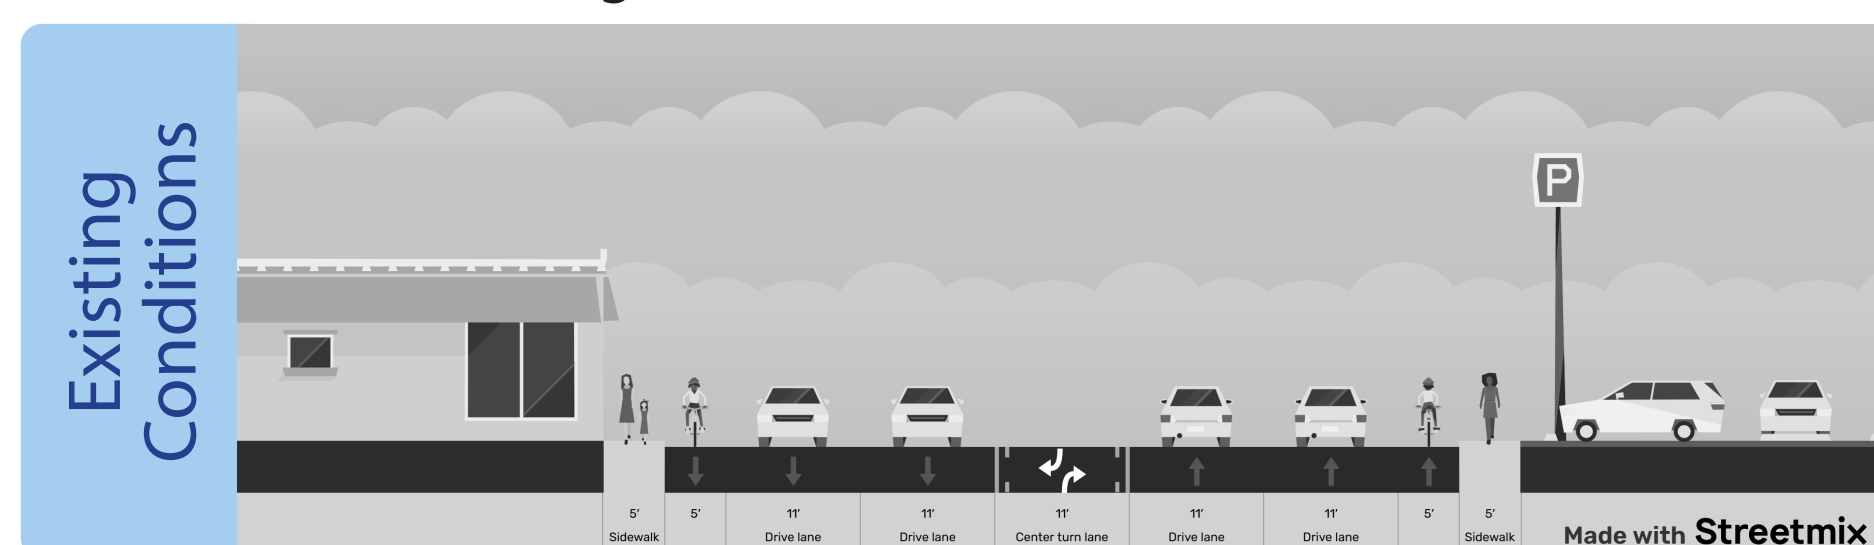 Existing
Conditions
P
5' 5' 11' 11' 11' 11' 11' 5' 5'
Sidewalk Drive lane Drive lane Center turn lane Drive lane Drive lane Sidewalk
Made with Streetmix